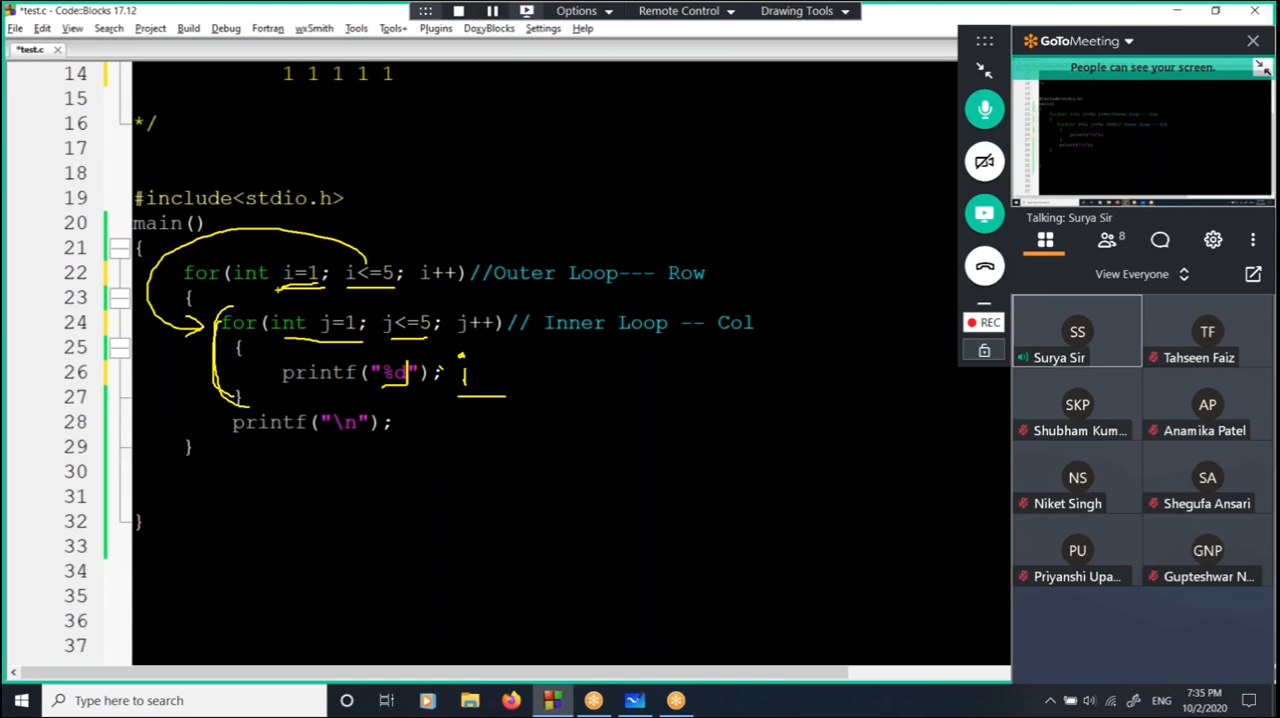 *test.c - Code::Blocks 17.12
Options
Remote Control
Drawing Tools
File Edit View Search Project Build Debug Fortran wxSmith Tools Tools+ Plugins DoxyBlocks Settings Help
*test.c
14 1 1 1 1 1
15
16 */
17
18
19 #include<stdio.h>
20 main()
21 {
22 for(int i=1; i<=5; i++)//Outer Loop--- Row
23 {
24 for(int j=1; j<=5; j++)// Inner Loop -- Col
25 {
26 printf("%d"); i
27 }
28 printf("\n");
29 }
30
31
32 }
33
34
35
36
37
GoToMeeting
People can see your screen.
Talking: Surya Sir
8
View Everyone
REC
SS
Surya Sir
TF
Tahseen Faiz
SKP
Shubham Kum...
AP
Anamika Patel
NS
Niket Singh
SA
Shegufa Ansari
PU
Priyanshi Upa...
GNP
Gupteshwar N...
Type here to search
ENG
7:35 PM
10/2/2020